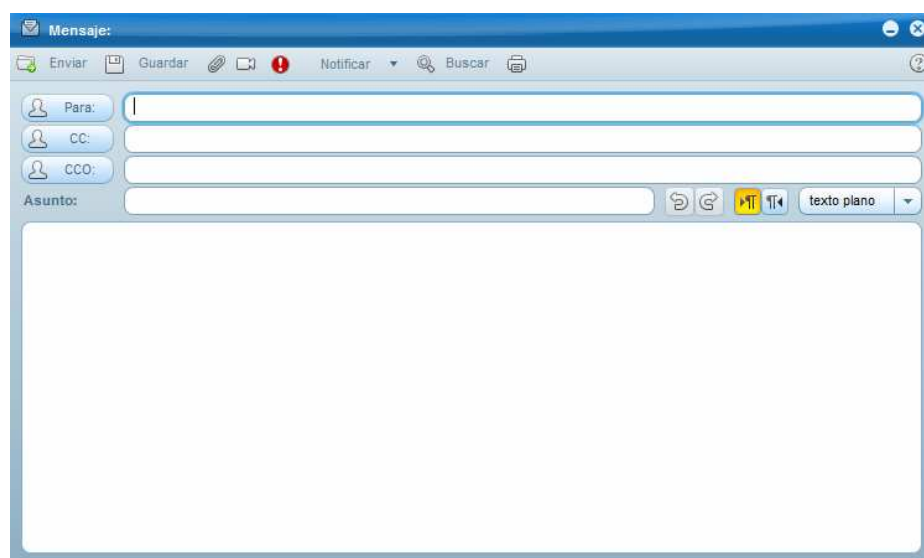 Mensaje:
Enviar Guardar Notificar Buscar
Para:
CC:
CCO:
Asunto: texto plano